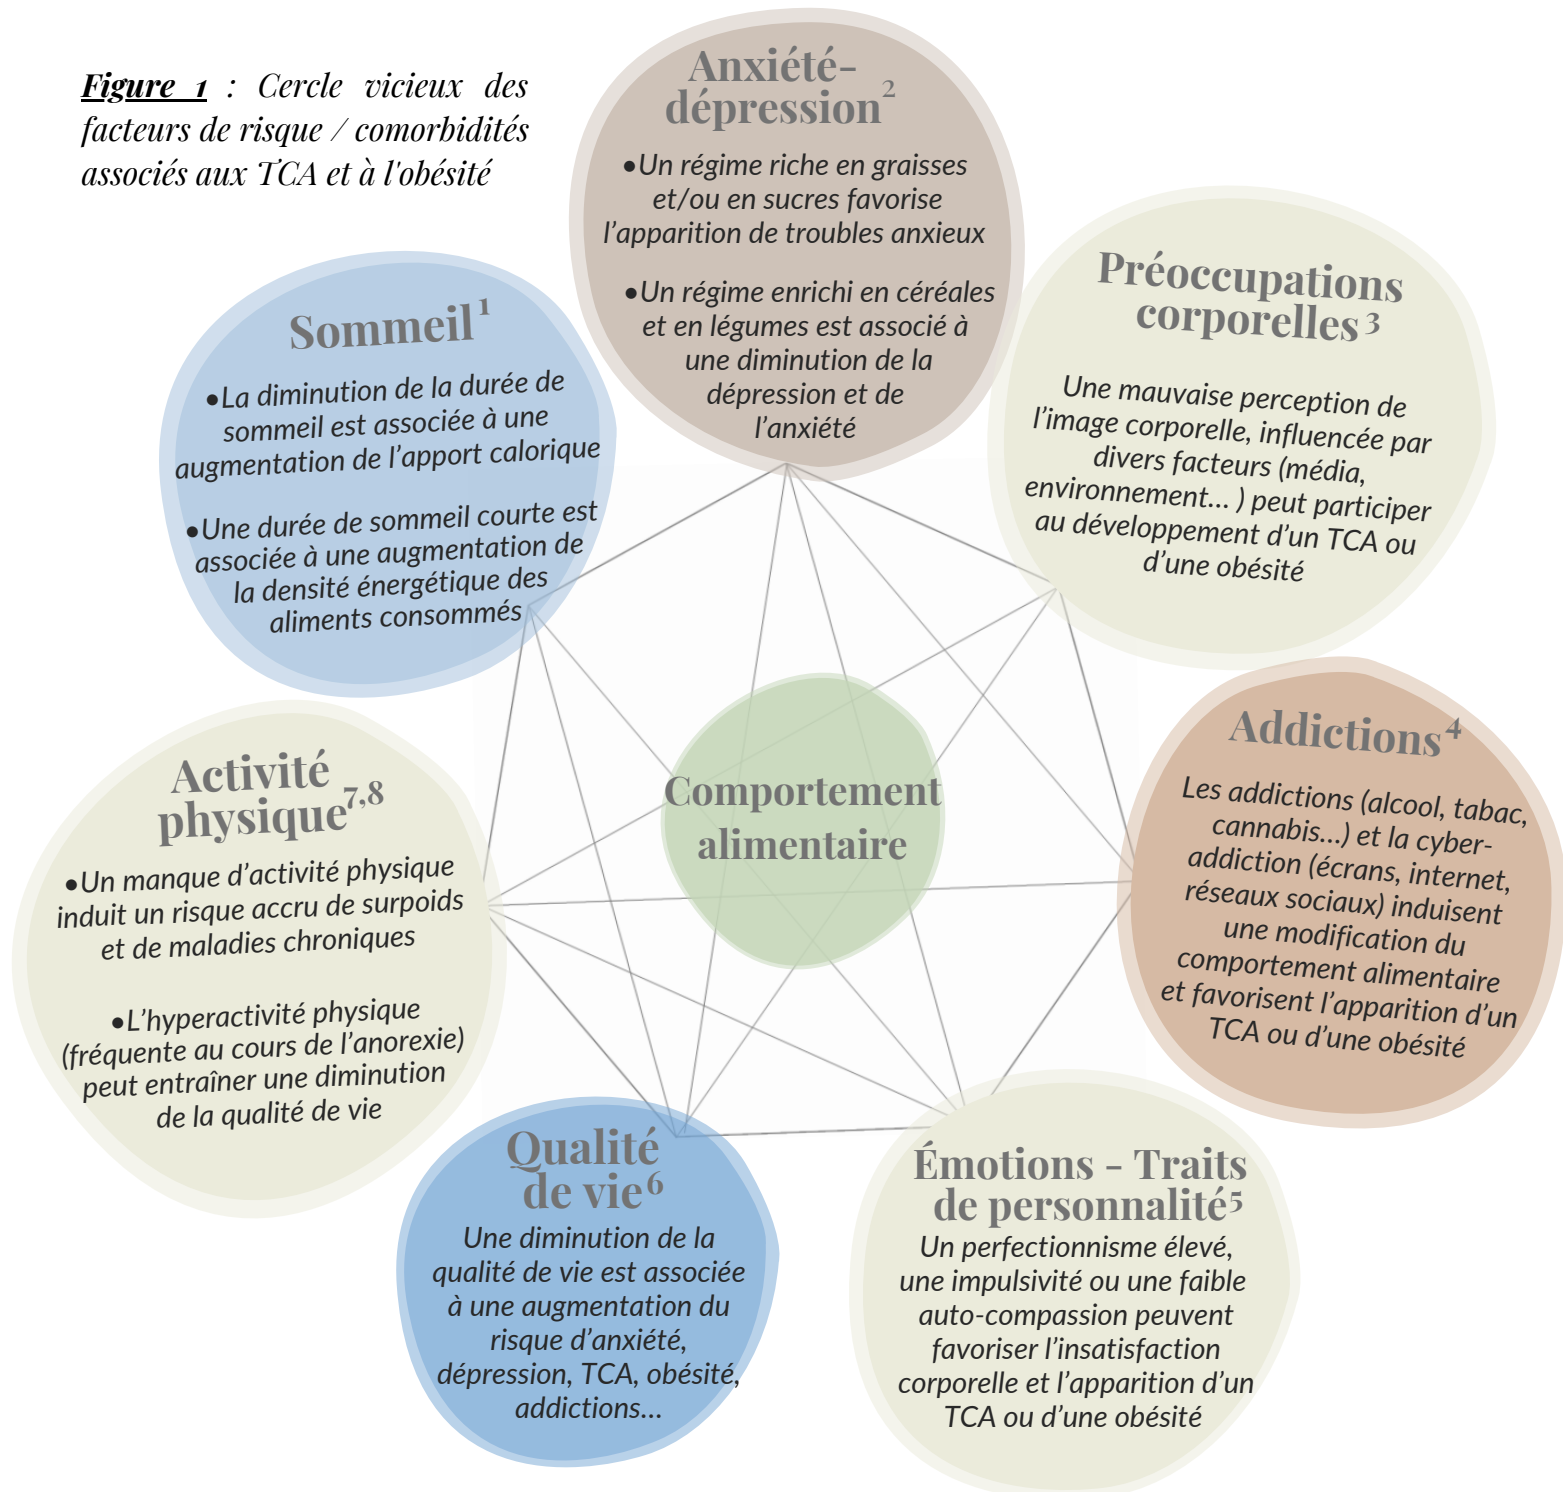 Figure 1 : Cercle vicieux des
facteurs de risque / comorbidités
associés aux TCA et à l'obésité
Anxiété-
dépression²
•Un régime riche en graisses
et/ou en sucres favorise
l’apparition de troubles anxieux
•Un régime enrichi en céréales
et en légumes est associé à
une diminution de la
dépression et de
l’anxiété
Préoccupations
corporelles³
Une mauvaise perception de
l’image corporelle, influencée par
divers facteurs (média,
environnement... ) peut participer
au développement d’un TCA ou
d’une obésité
Addictions⁴
Les addictions (alcool, tabac,
cannabis...) et la cyber-
addiction (écrans, internet,
réseaux sociaux) induisent
une modification du
comportement alimentaire
et favorisent l’apparition d’un
TCA ou d’une obésité
Émotions - Traits
de personnalité⁵
Un perfectionnisme élevé,
une impulsivité ou une faible
auto-compassion peuvent
favoriser l’insatisfaction
corporelle et l’apparition d’un
TCA ou d’une obésité
Qualité
de vie⁶
Une diminution de la
qualité de vie est associée
à une augmentation du
risque d’anxiété,
dépression, TCA, obésité,
addictions...
Activité
physique⁷,⁸
•Un manque d’activité physique
induit un risque accru de surpoids
et de maladies chroniques
•L’hyperactivité physique
(fréquente au cours de l’anorexie)
peut entraîner une diminution
de la qualité de vie
Sommeil¹
•La diminution de la durée de
sommeil est associée à une
augmentation de l’apport calorique
•Une durée de sommeil courte est
associée à une augmentation de
la densité énergétique des
aliments consommés
Comportement
alimentaire